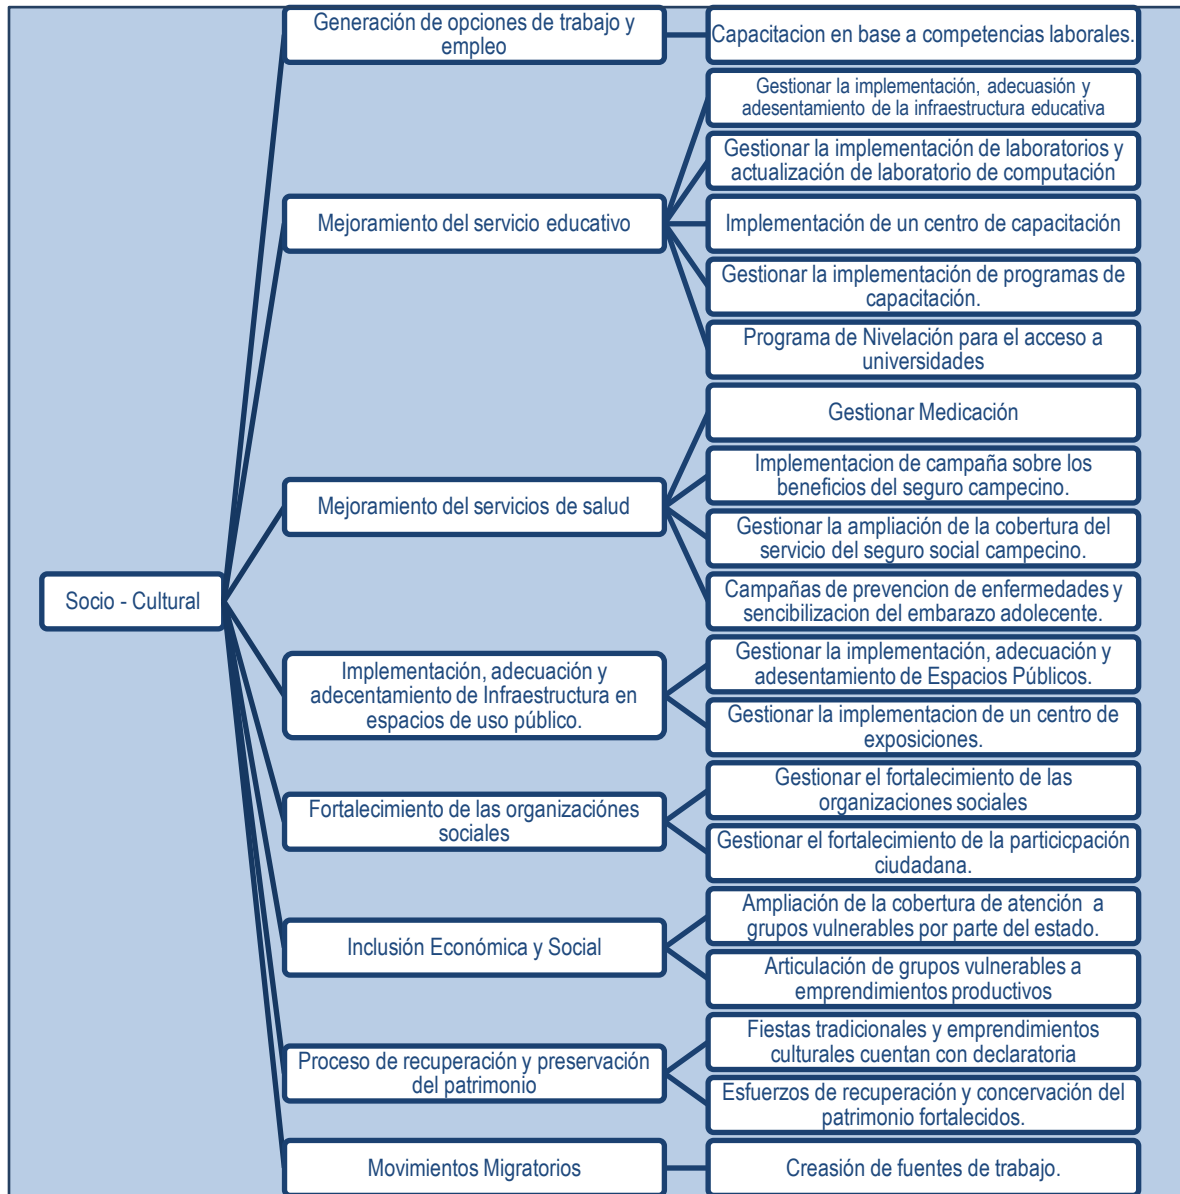 Generación de opciones de trabajo y
empleo
Capacitacion en base a competencias laborales.
Gestionar la implementación, adecuasión y
adesentamiento de la infraestructura educativa
Gestionar la implementación de laboratorios y
actualización de laboratorio de computación
Mejoramiento del servicio educativo
Implementación de un centro de capacitación
Gestionar la implementación de programas de
capacitación.
Programa de Nivelación para el acceso a
universidades
Gestionar Medicación
Implementacion de campaña sobre los
beneficios del seguro campecino.
Mejoramiento del servicios de salud
Gestionar la ampliación de la cobertura del
servicio del seguro social campecino.
Campañas de prevencion de enfermedades y
sencibilizacion del embarazo adolecente.
Socio - Cultural
Implementación, adecuación y
adecentamiento de Infraestructura en
espacios de uso público.
Gestionar la implementación, adecuación y
adesentamiento de Espacios Públicos.
Gestionar la implementacion de un centro de
exposiciones.
Fortalecimiento de las organizaciónes
sociales
Gestionar el fortalecimiento de las
organizaciones sociales
Gestionar el fortalecimiento de la particicpación
ciudadana.
Inclusión Económica y Social
Ampliación de la cobertura de atención a
grupos vulnerables por parte del estado.
Articulación de grupos vulnerables a
emprendimientos productivos
Proceso de recuperación y preservación
del patrimonio
Fiestas tradicionales y emprendimientos
culturales cuentan con declaratoria
Esfuerzos de recuperación y concervación del
patrimonio fortalecidos.
Movimientos Migratorios
Creasión de fuentes de trabajo.